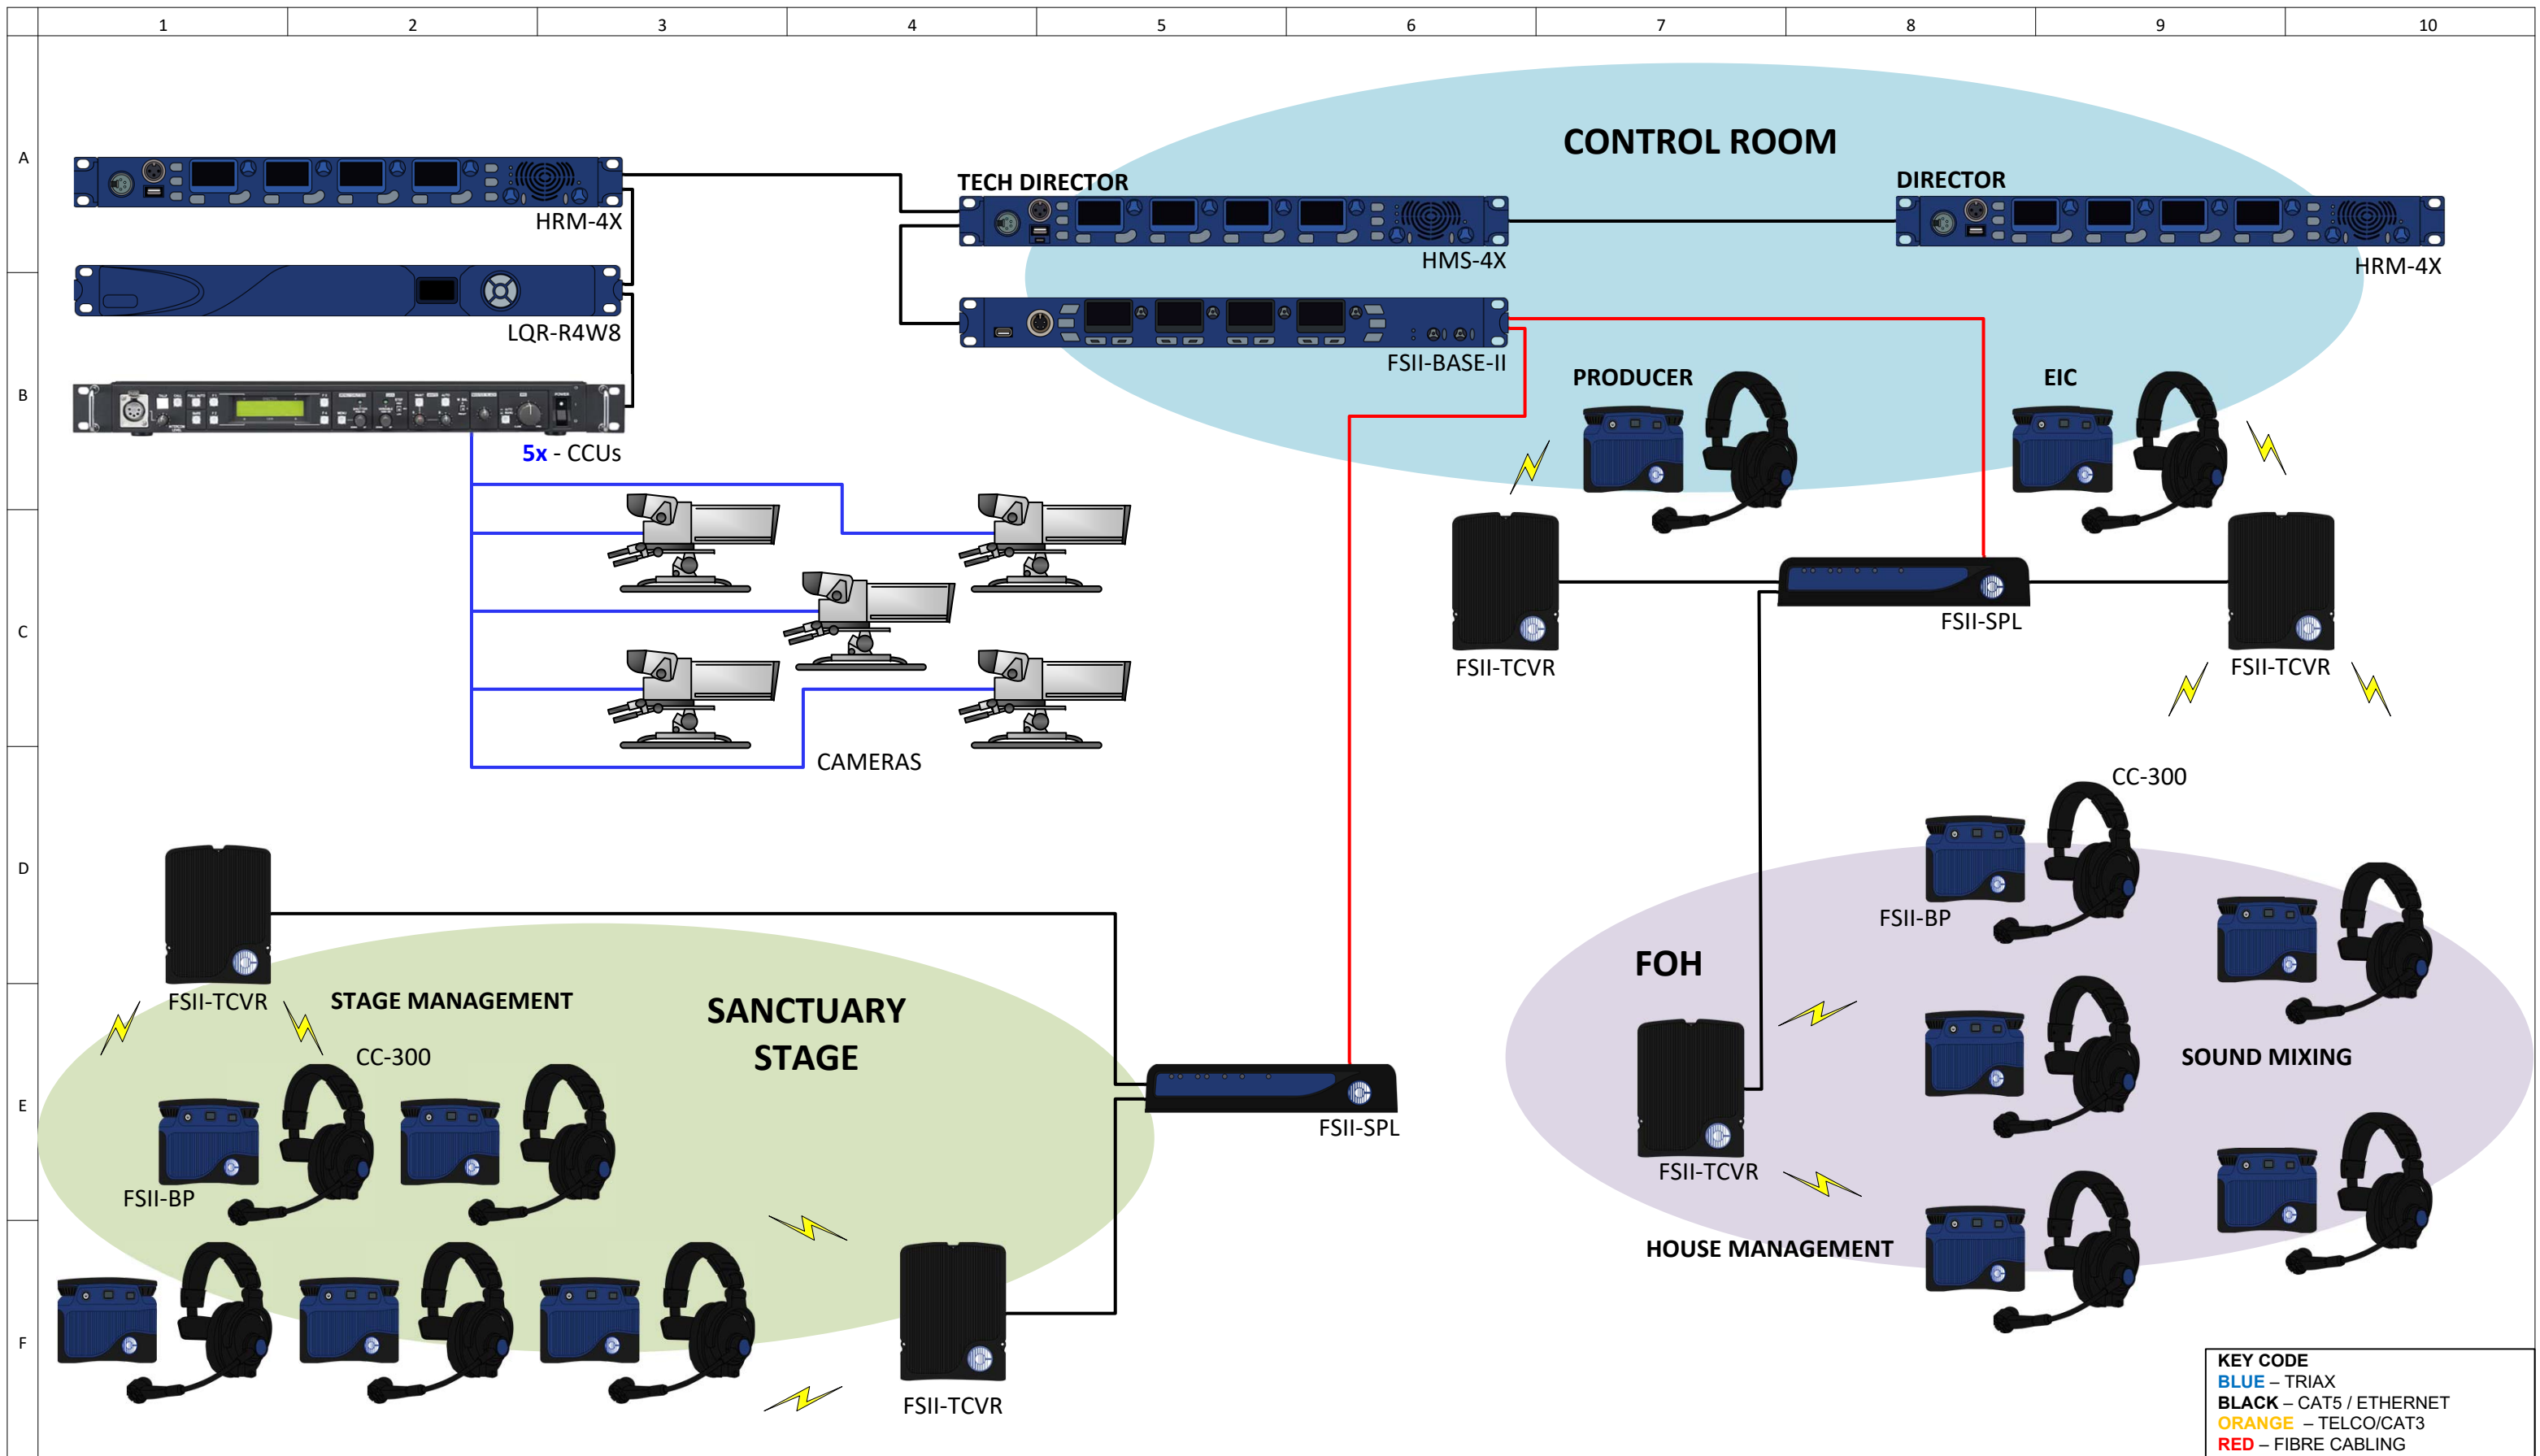 1 2 3 4 5 6 7 8 9 10
A
B
C
D
E
F
CONTROL ROOM
TECH DIRECTOR
DIRECTOR
HRM-4X
HMS-4X
HRM-4X
LQR-R4W8
FSII-BASE-II
5x - CCUs
PRODUCER
EIC
FSII-TCVR
FSII-SPL
FSII-TCVR
CAMERAS
CC-300
FSII-BP
FOH
FSII-TCVR
STAGE MANAGEMENT
SANCTUARY
STAGE
CC-300
FSII-BP
FSII-SPL
SOUND MIXING
FSII-TCVR
HOUSE MANAGEMENT
FSII-TCVR
KEY CODE
BLUE – TRIAX
BLACK – CAT5 / ETHERNET
ORANGE – TELCO/CAT3
RED – FIBRE CABLING